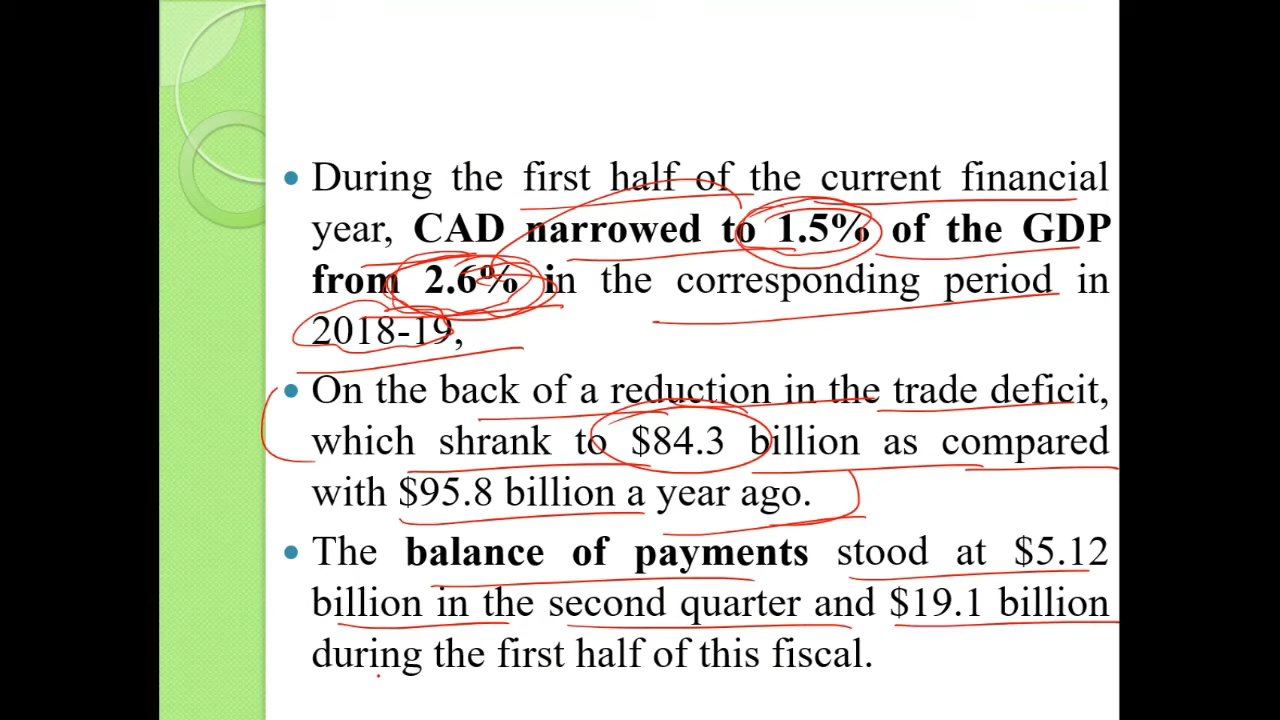 During the first half of the current financial
year, CAD narrowed to 1.5% of the GDP
from 2.6% in the corresponding period in
2018-19,
On the back of a reduction in the trade deficit,
which shrank to $84.3 billion as compared
with $95.8 billion a year ago.
The balance of payments stood at $5.12
billion in the second quarter and $19.1 billion
during the first half of this fiscal.